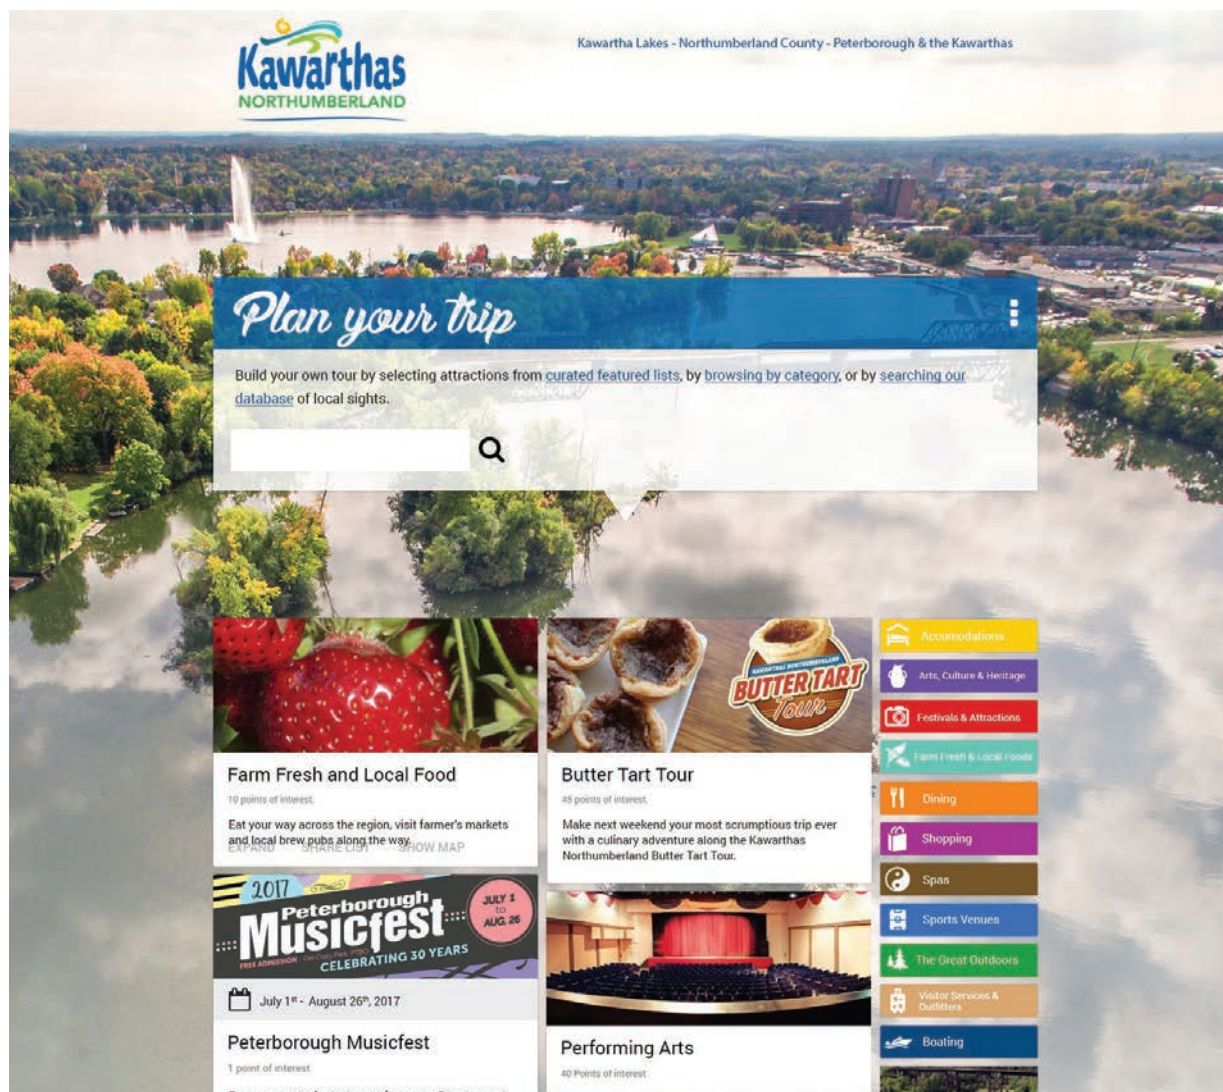 Kawarthas
NORTHUMBERLAND
Kawartha Lakes - Northumberland County - Peterborough & the Kawarthas
Plan your trip
Build your own tour by selecting attractions from curated featured lists, by browsing by category, or by searching our
database of local sights.
KAWARTHAS NORTHUMBERLAND
BUTTER TART
Tour
Farm Fresh and Local Food
10 points of interest.
Eat your way across the region, visit farmer's markets
and local brew pubs along the way.
EXPAND SHARE LIST SHOW MAP
Butter Tart Tour
45 points of interest.
Make next weekend your most scrumptious trip ever
with a culinary adventure along the Kawarthas
Northumberland Butter Tart Tour.
2017
Peterborough
Musicfest
JULY 1
to
AUG. 26
FREE ADMISSION
CELEBRATING 30 YEARS
July 1st - August 26th, 2017
Peterborough Musicfest
1 point of interest
Performing Arts
40 Points of interest
Accumodations
Arts, Culture & Heritage
Festivals & Attractions
Farm Fresh & Local Foods
Dining
Shopping
Spas
Sports Venues
The Great Outdoors
Visitor Services &
Outfitters
Boating